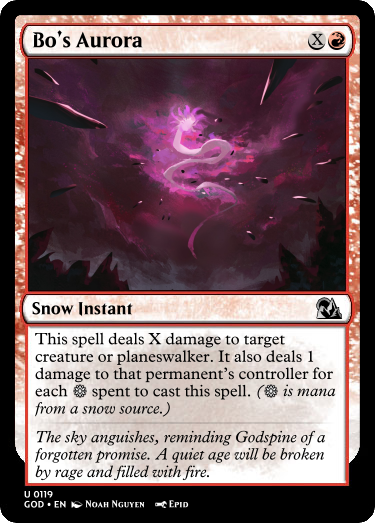 Bo's Aurora X
Snow Instant
This spell deals X damage to target
creature or planeswalker. It also deals 1
damage to that permanent's controller for
each spent to cast this spell. ( is mana
from a snow source.)
The sky anguishes, reminding Godspine of a
forgotten promise. A quiet age will be broken
by rage and filled with fire.
U 0119
GOD • EN Noah Nguyen Epid